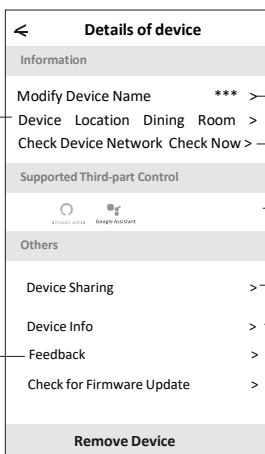 Details of device
Information
Modify Device Name *** >
Device Location Dining Room >
Check Device Network Check Now >
Supported Third-part Control
amazon alexa Google Assistant
Others
Device Sharing >
Device Info >
Feedback >
Check for Firmware Update >
Remove Device